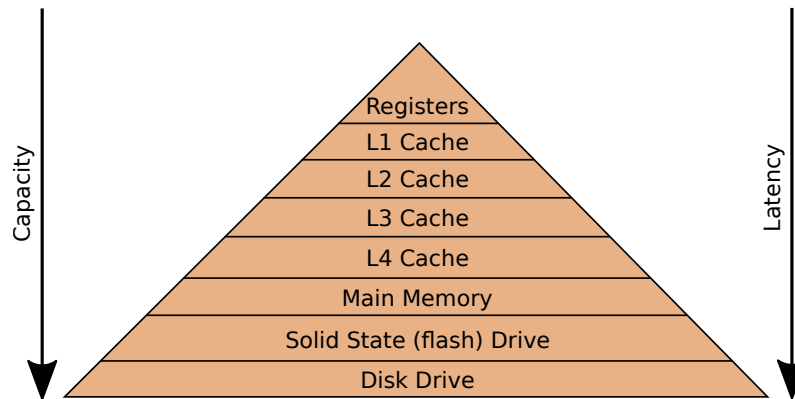 Capacity
Latency
Registers
L1 Cache
L2 Cache
L3 Cache
L4 Cache
Main Memory
Solid State (flash) Drive
Disk Drive